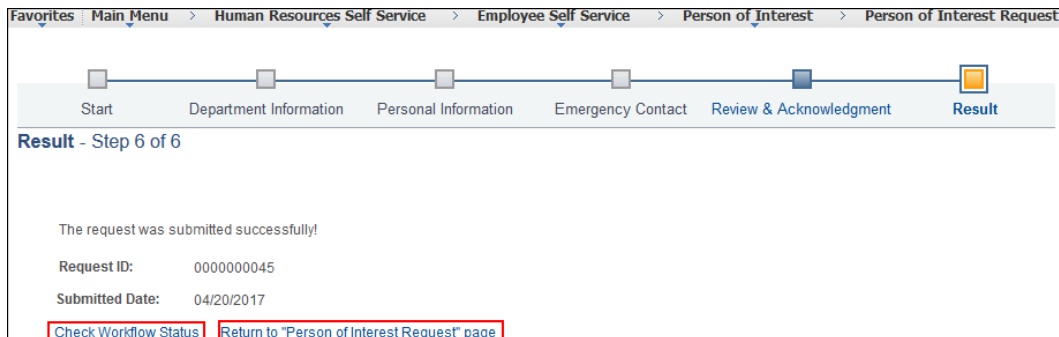 Favorites Main Menu > Human Resources Self Service > Employee Self Service > Person of Interest > Person of Interest Request
Start Department Information Personal Information Emergency Contact Review & Acknowledgment Result
Result - Step 6 of 6
The request was submitted successfully!
Request ID: 0000000045
Submitted Date: 04/20/2017
Check Workflow Status Return to "Person of Interest Request" page